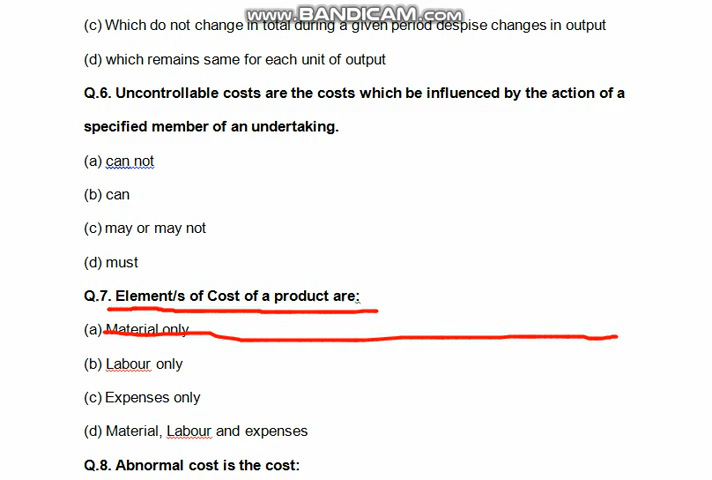 www.BANDICAM.com
(c) Which do not change in total during a given period despise changes in output
(d) which remains same for each unit of output
Q.6. Uncontrollable costs are the costs which be influenced by the action of a
specified member of an undertaking.
(a) can not
(b) can
(c) may or may not
(d) must
Q.7. Element/s of Cost of a product are:
(a) Material only
(b) Labour only
(c) Expenses only
(d) Material, Labour and expenses
Q.8. Abnormal cost is the cost: